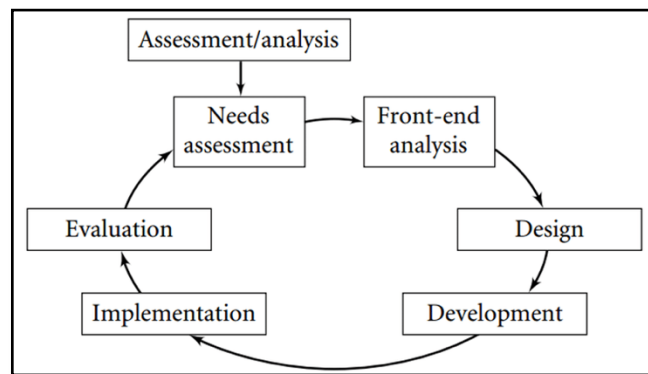 Assessment/analysis
Needs
assessment
Front-end
analysis
Evaluation
Design
Implementation
Development